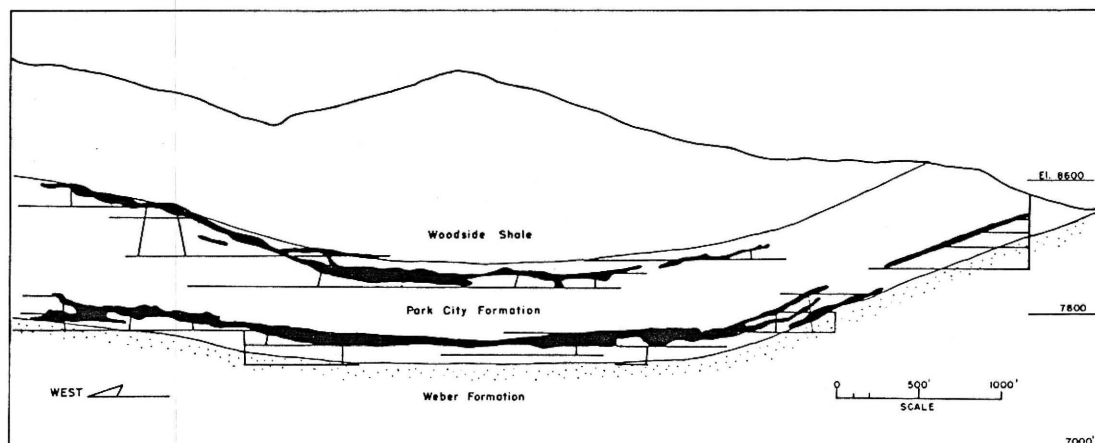 El. 8600
Woodside Shale
Park City Formation
7800
WEST
0 500' 1000'
SCALE
Weber Formation
7000'